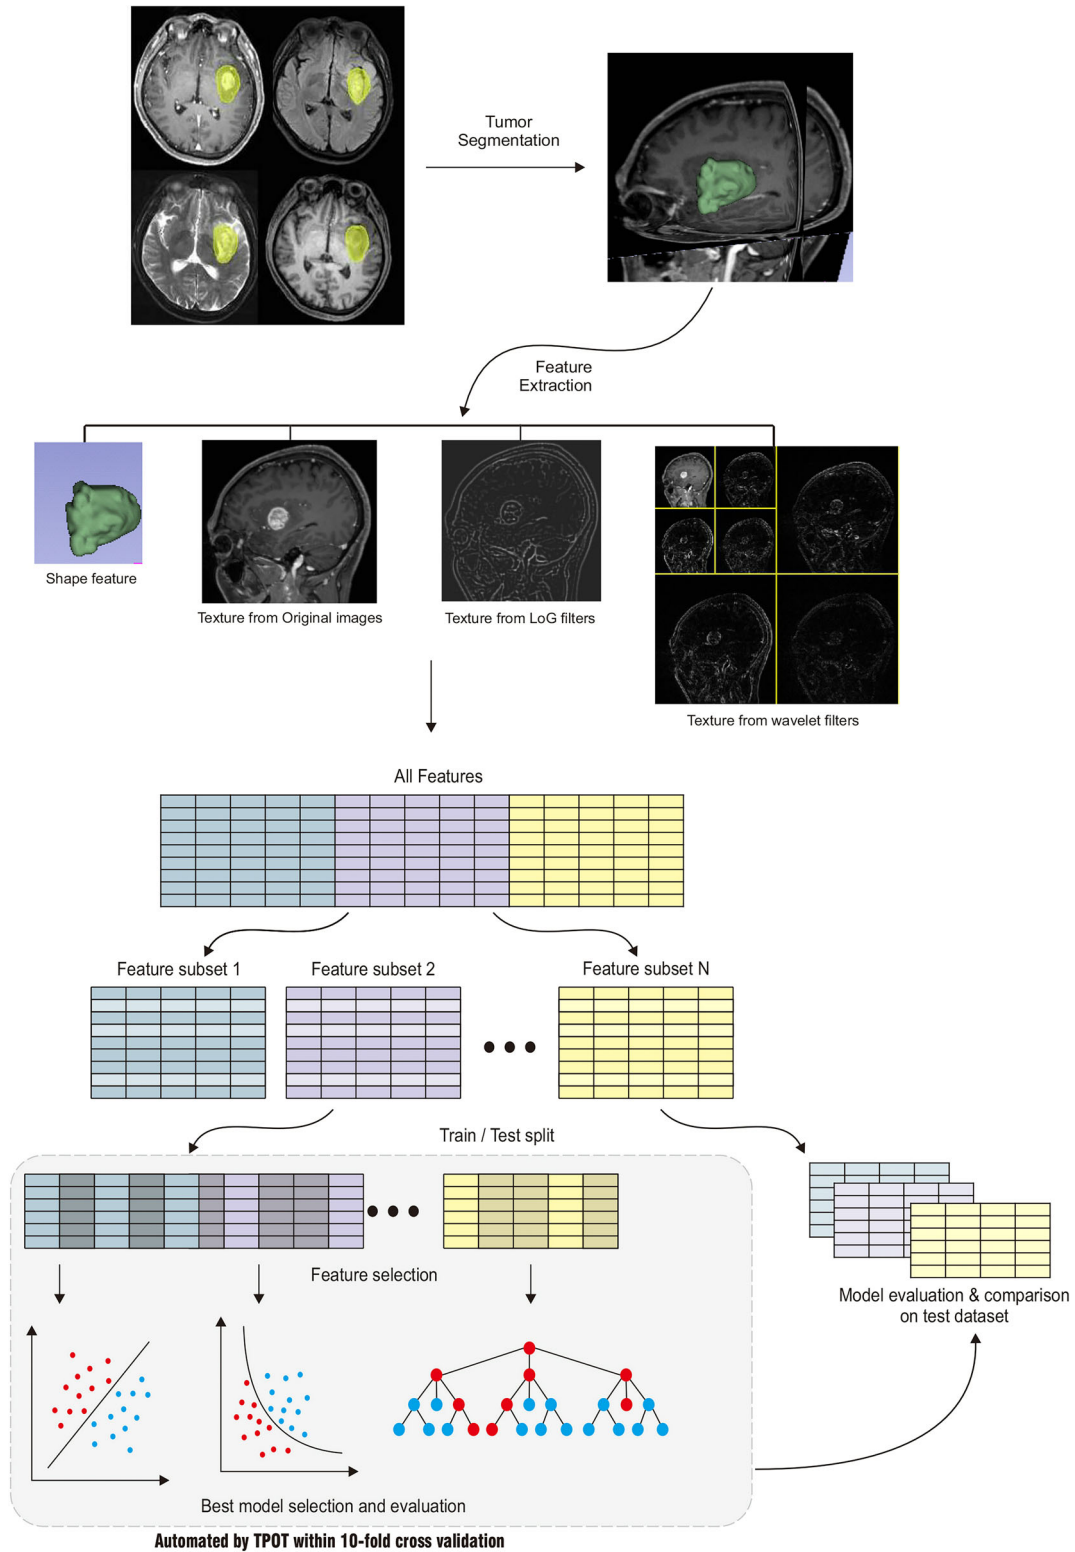 Tumor
Segmentation
Feature
Extraction
Shape feature
Texture from Original images
Texture from LoG filters
Texture from wavelet filters
All Features
Feature subset 1
Feature subset 2
Feature subset N
Train / Test split
Feature selection
Model evaluation & comparison
on test dataset
Best model selection and evaluation
Automated by TPOT within 10-fold cross validation